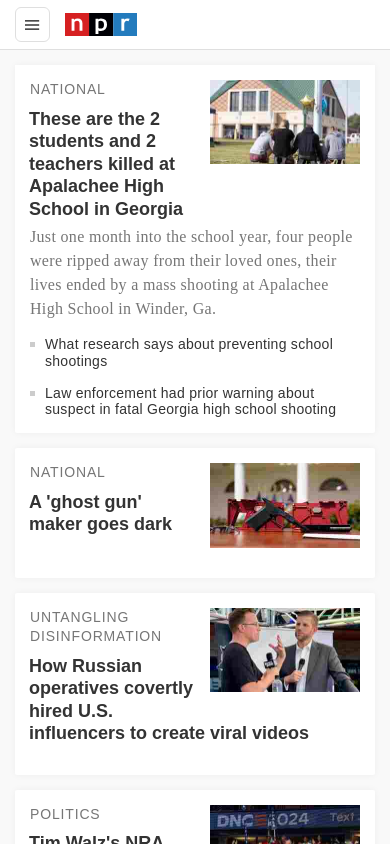 npr
NATIONAL
These are the 2
students and 2
teachers killed at
Apalachee High
School in Georgia
Just one month into the school year, four people
were ripped away from their loved ones, their
lives ended by a mass shooting at Apalachee
High School in Winder, Ga.
What research says about preventing school
shootings
Law enforcement had prior warning about
suspect in fatal Georgia high school shooting
NATIONAL
A 'ghost gun'
maker goes dark
UNTANGLING
DISINFORMATION
How Russian
operatives covertly
hired U.S.
influencers to create viral videos
POLITICS
DNC 2024 Text
Tim Walz's NRA